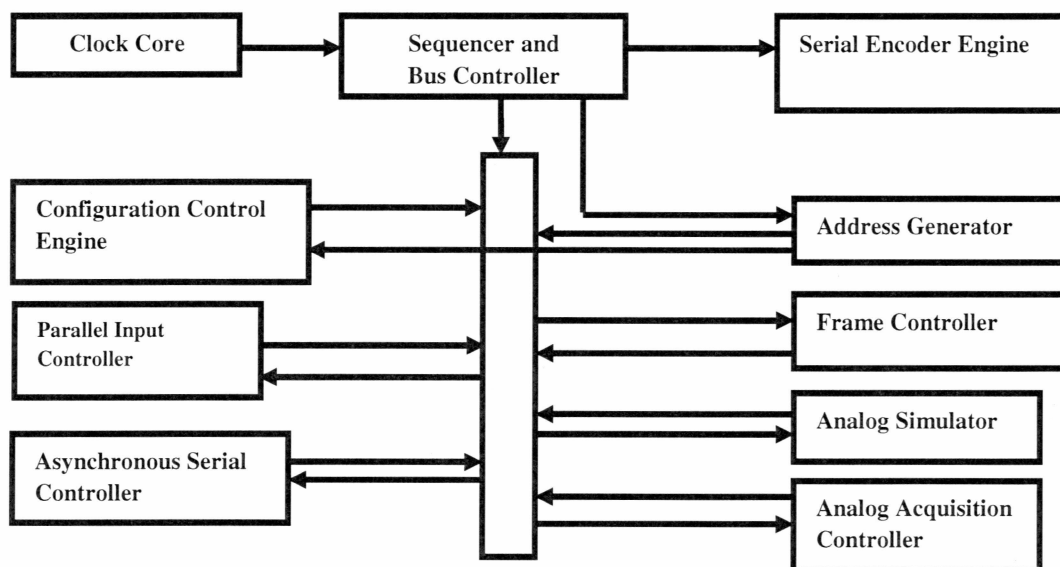 Clock Core
Sequencer and
Bus Controller
Serial Encoder Engine
Configuration Control
Engine
Address Generator
Parallel Input
Controller
Frame Controller
Analog Simulator
Asynchronous Serial
Controller
Analog Acquisition
Controller